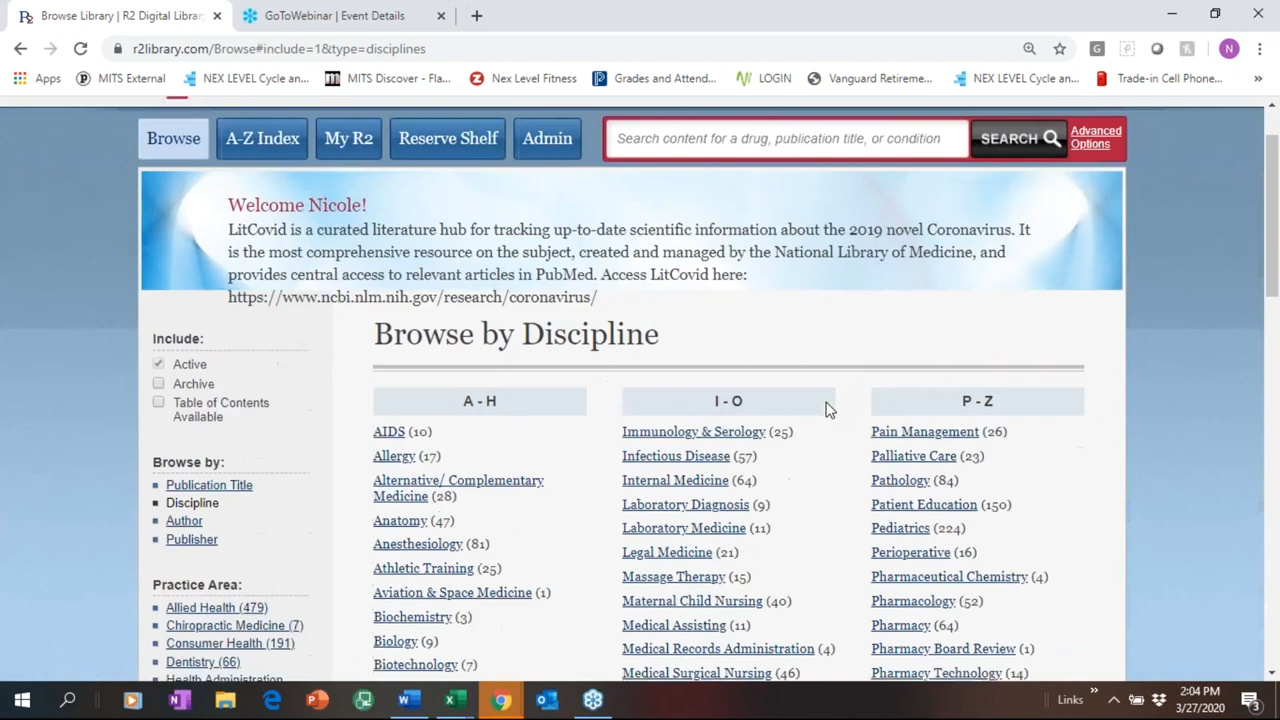 Browse Library | R2 Digital Library
GoToWebinar | Event Details
r2library.com/Browse#include=1&type=disciplines
N
Apps
MITS External
NEX LEVEL Cycle an...
MITS Discover - Fla...
Nex Level Fitness
Grades and Attend...
LOGIN
Vanguard Retireme...
NEX LEVEL Cycle an...
Trade-in Cell Phone...
Browse
A-Z Index
My R2
Reserve Shelf
Admin
Search content for a drug, publication title, or condition
SEARCH
Advanced
Options
Welcome Nicole!
LitCovid is a curated literature hub for tracking up-to-date scientific information about the 2019 novel Coronavirus. It
is the most comprehensive resource on the subject, created and managed by the National Library of Medicine, and
provides central access to relevant articles in PubMed. Access LitCovid here:
https://www.ncbi.nlm.nih.gov/research/coronavirus/
Include:
Active
Archive
Table of Contents
Available
Browse by:
Publication Title
Discipline
Author
Publisher
Practice Area:
Allied Health (479)
Chiropractic Medicine (7)
Consumer Health (191)
Dentistry (66)
Health Administration
Browse by Discipline
A - H
AIDS (10)
Allergy (17)
Alternative/ Complementary
Medicine (28)
Anatomy (47)
Anesthesiology (81)
Athletic Training (25)
Aviation & Space Medicine (1)
Biochemistry (3)
Biology (9)
Biotechnology (7)
I - O
Immunology & Serology (25)
Infectious Disease (57)
Internal Medicine (64)
Laboratory Diagnosis (9)
Laboratory Medicine (11)
Legal Medicine (21)
Massage Therapy (15)
Maternal Child Nursing (40)
Medical Assisting (11)
Medical Records Administration (4)
Medical Surgical Nursing (46)
P - Z
Pain Management (26)
Palliative Care (23)
Pathology (84)
Patient Education (150)
Pediatrics (224)
Perioperative (16)
Pharmaceutical Chemistry (4)
Pharmacology (52)
Pharmacy (64)
Pharmacy Board Review (1)
Pharmacy Technology (14)
Links
2:04 PM
3/27/2020
3